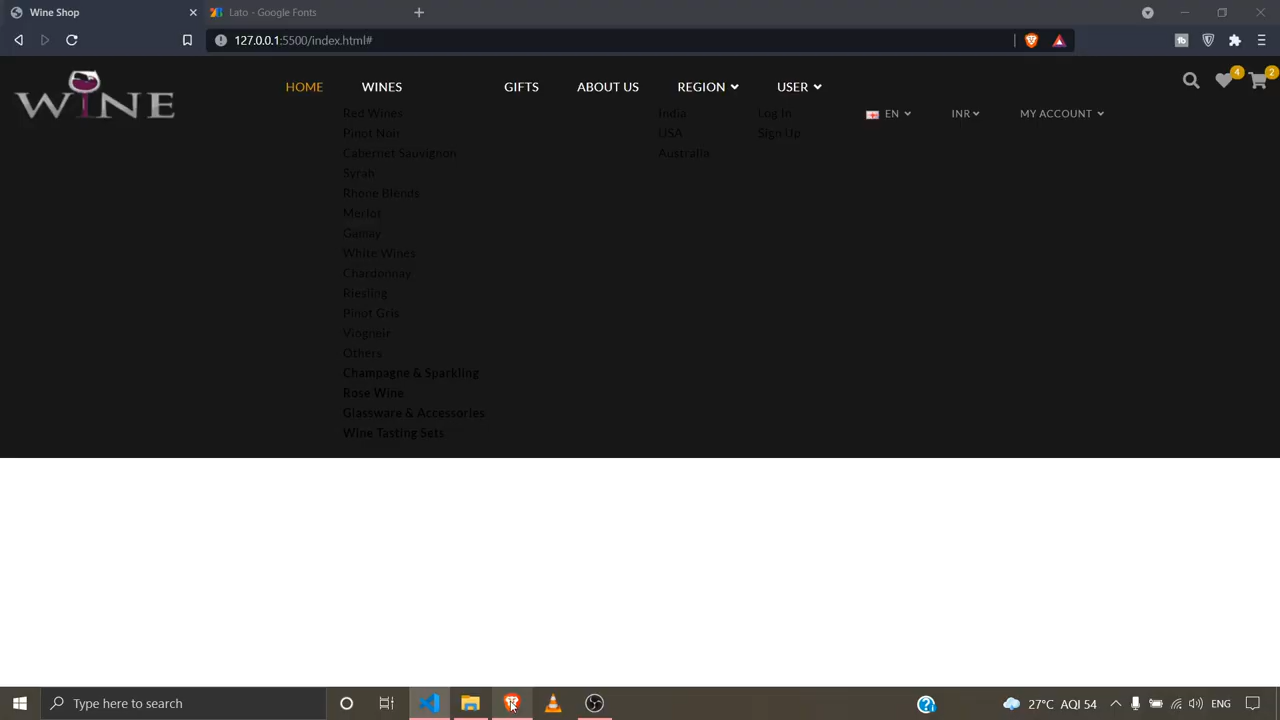 Wine Shop
Lato - Google Fonts
127.0.0.1:5500/index.html#
WINE
HOME
WINES
GIFTS
ABOUT US
REGION
USER
4
2
Red Wines
Pinot Noir
Cabernet Sauvignon
Syrah
Rhone Blends
Merlot
Gamay
White Wines
Chardonnay
Riesling
Pinot Gris
Viogneir
Others
Champagne & Sparkling
Rose Wine
Glassware & Accessories
Wine Tasting Sets
India
USA
Australia
Log In
Sign Up
EN
INR
MY ACCOUNT
Type here to search
27°C AQI 54
ENG